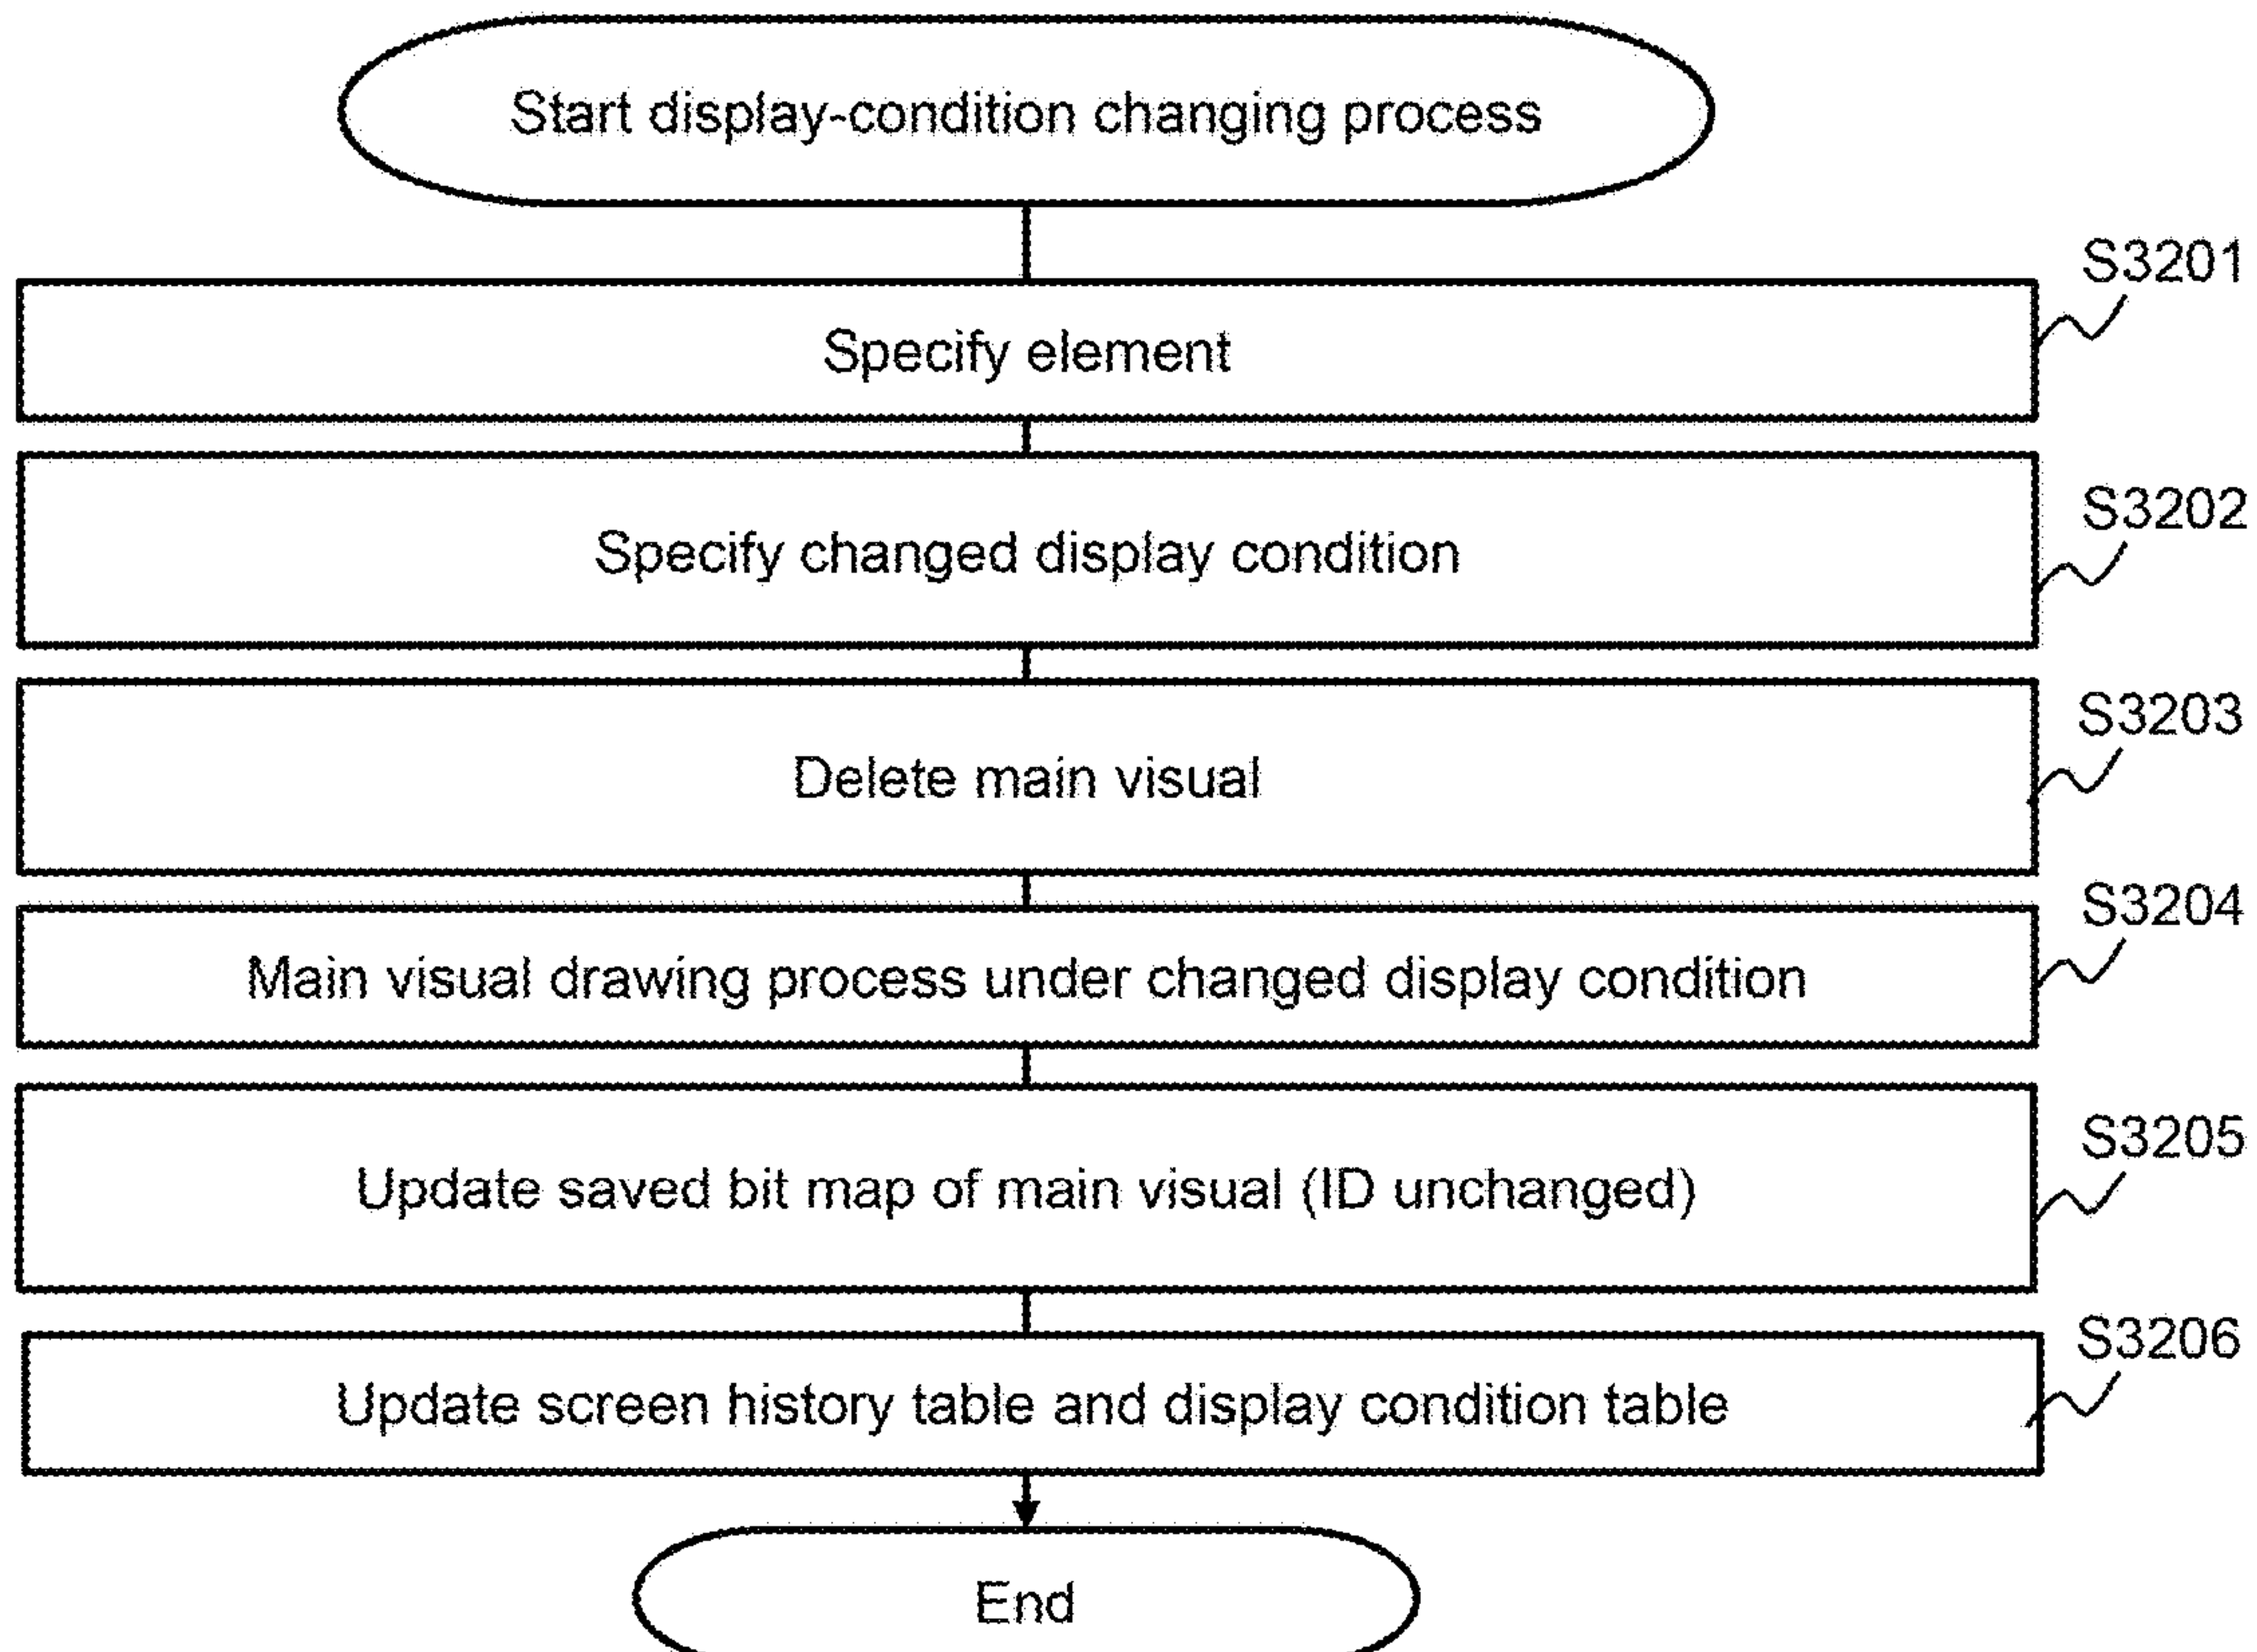 Start display-condition changing process
S3201
Specify element
S3202
Specify changed display condition
S3203
Delete main visual
S3204
Main visual drawing process under changed display condition
S3205
Update saved bit map of main visual (ID unchanged)
S3206
Update screen history table and display condition table
End